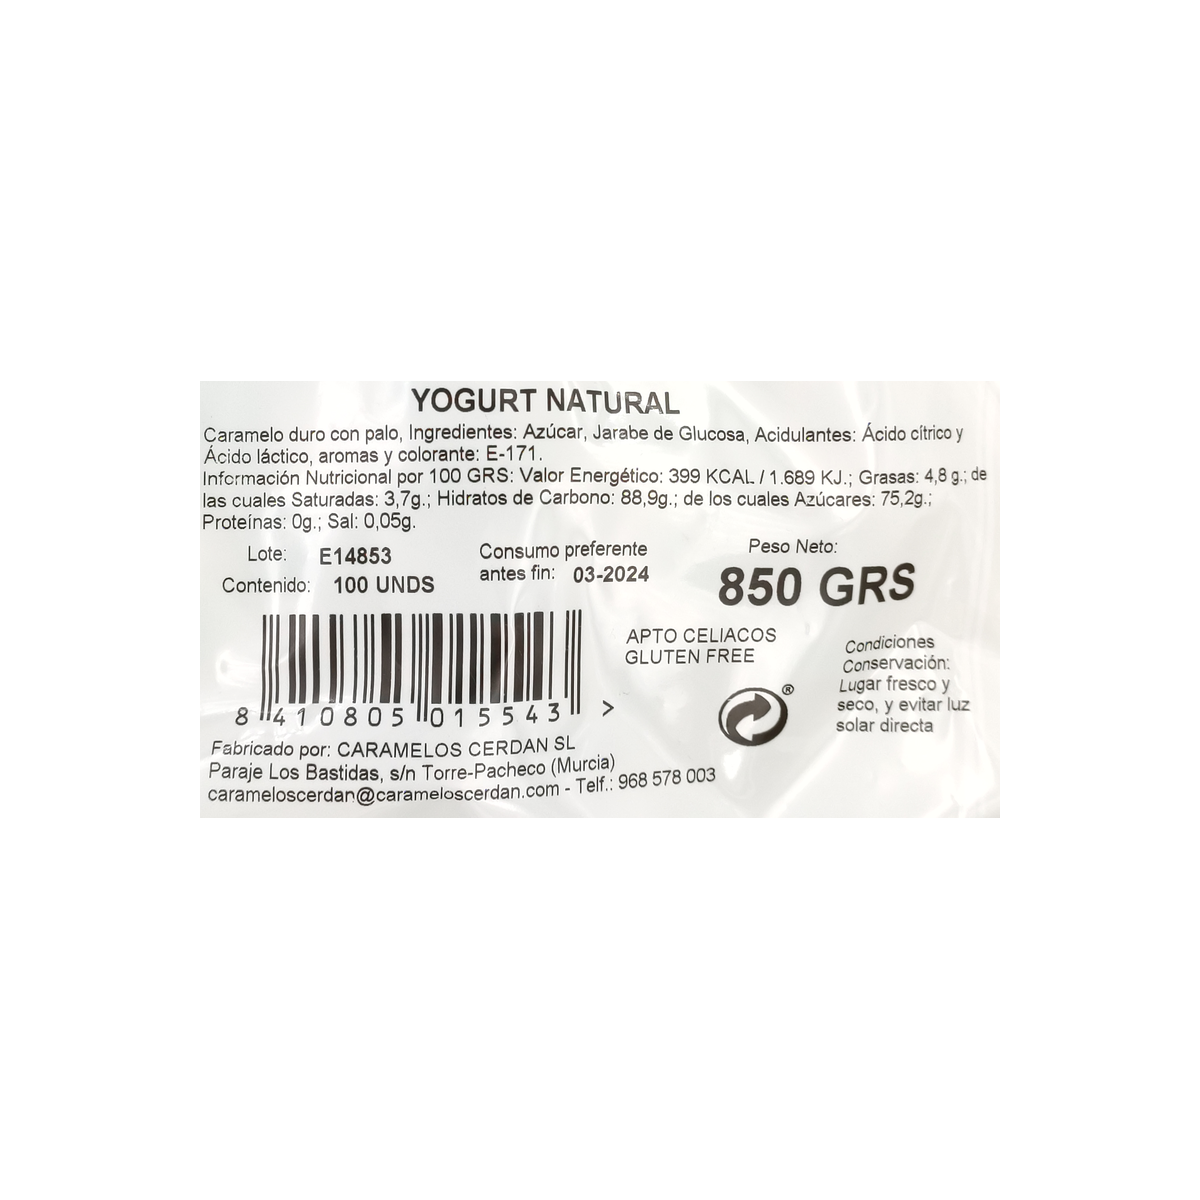 YOGURT NATURAL
Caramelo duro con palo, Ingredientes: Azúcar, Jarabe de Glucosa, Acidulantes: Ácido cítrico y
Ácido láctico, aromas y colorante: E-171.
Información Nutricional por 100 GRS: Valor Energético: 399 KCAL / 1.689 KJ.; Grasas: 4,8 g.; de
las cuales Saturadas: 3,7g.; Hidratos de Carbono: 88,9g.; de los cuales Azúcares: 75,2g.;
Proteínas: 0g.; Sal: 0,05g.
Lote: E14853
Contenido: 100 UNDS
Consumo preferente
antes fin: 03-2024
Peso Neto:
850 GRS
APTO CELIACOS
GLUTEN FREE
Condiciones
Conservación:
Lugar fresco y
seco, y evitar luz
solar directa
®
8 410805 015543 >
Fabricado por: CARAMELOS CERDAN SL
Paraje Los Bastidas, s/n Torre-Pacheco (Murcia)
carameloscerdan@carameloscerdan.com - Telf.: 968 578 003